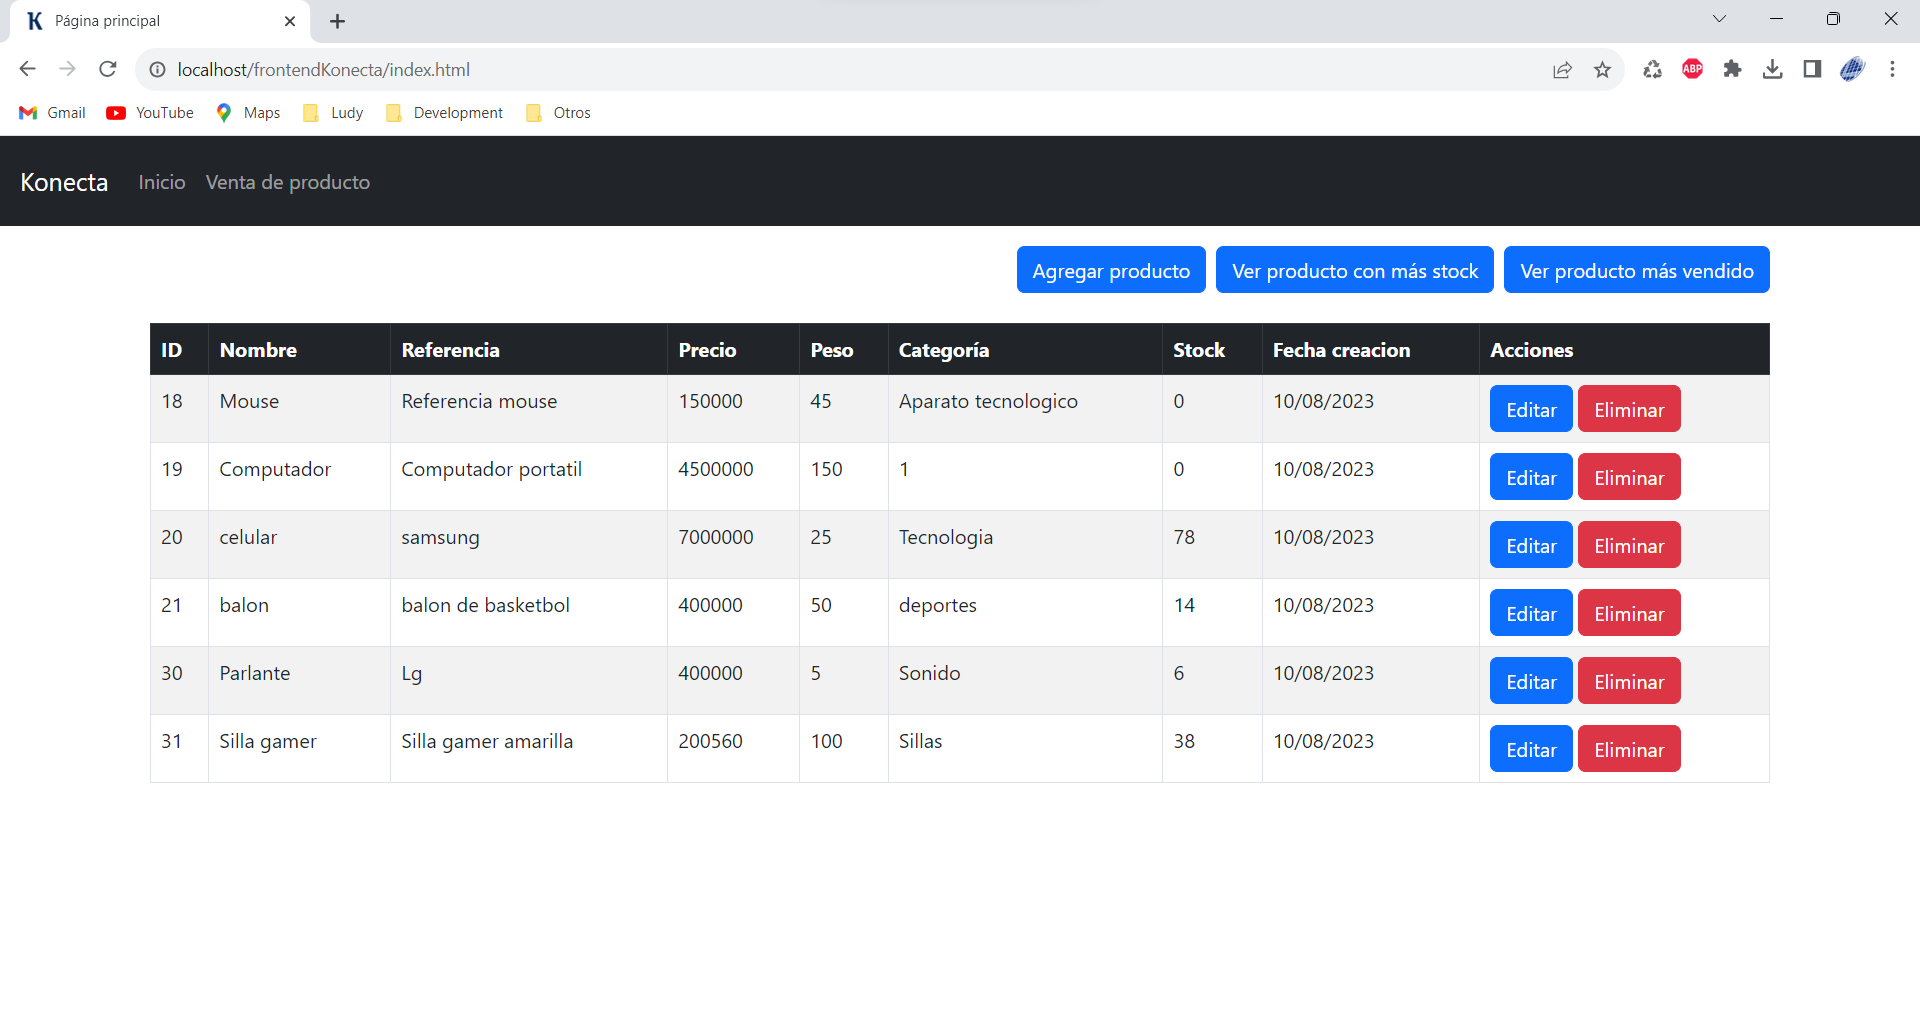 Página principal
localhost/frontendKonecta/index.html
ABP
Gmail YouTube Maps Ludy Development Otros
Konecta Inicio Venta de producto
Agregar producto Ver producto con más stock Ver producto más vendido
ID Nombre Referencia Precio Peso Categoría Stock Fecha creacion Acciones
18 Mouse Referencia mouse 150000 45 Aparato tecnologico 0 10/08/2023 Editar Eliminar
19 Computador Computador portatil 4500000 150 1 0 10/08/2023 Editar Eliminar
20 celular samsung 7000000 25 Tecnologia 78 10/08/2023 Editar Eliminar
21 balon balon de basketbol 400000 50 deportes 14 10/08/2023 Editar Eliminar
30 Parlante Lg 400000 5 Sonido 6 10/08/2023 Editar Eliminar
31 Silla gamer Silla gamer amarilla 200560 100 Sillas 38 10/08/2023 Editar Eliminar